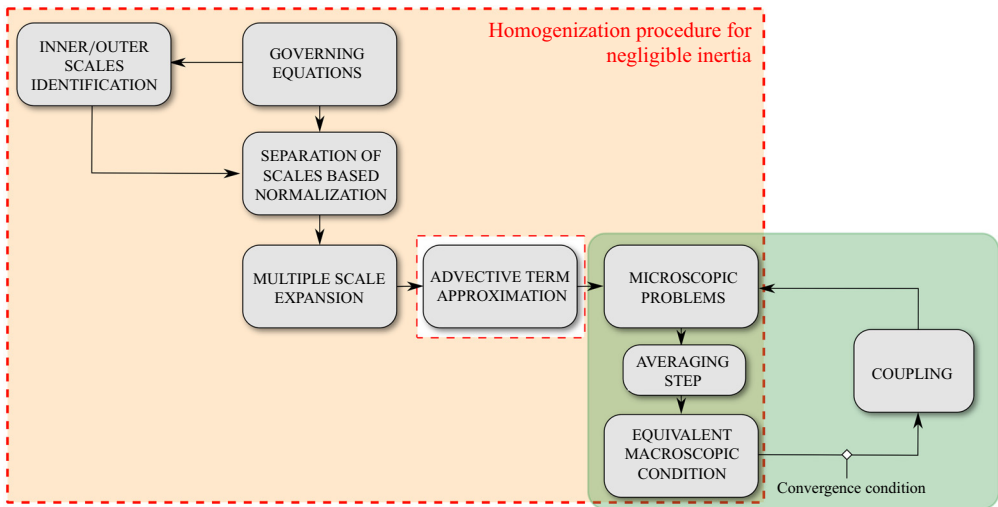 Homogenization procedure for
negligible inertia
INNER/OUTER
SCALES
IDENTIFICATION
GOVERNING
EQUATIONS
SEPARATION OF
SCALES BASED
NORMALIZATION
MULTIPLE SCALE
EXPANSION
ADVECTIVE TERM
APPROXIMATION
MICROSCOPIC
PROBLEMS
AVERAGING
STEP
EQUIVALENT
MACROSCOPIC
CONDITION
COUPLING
Convergence condition